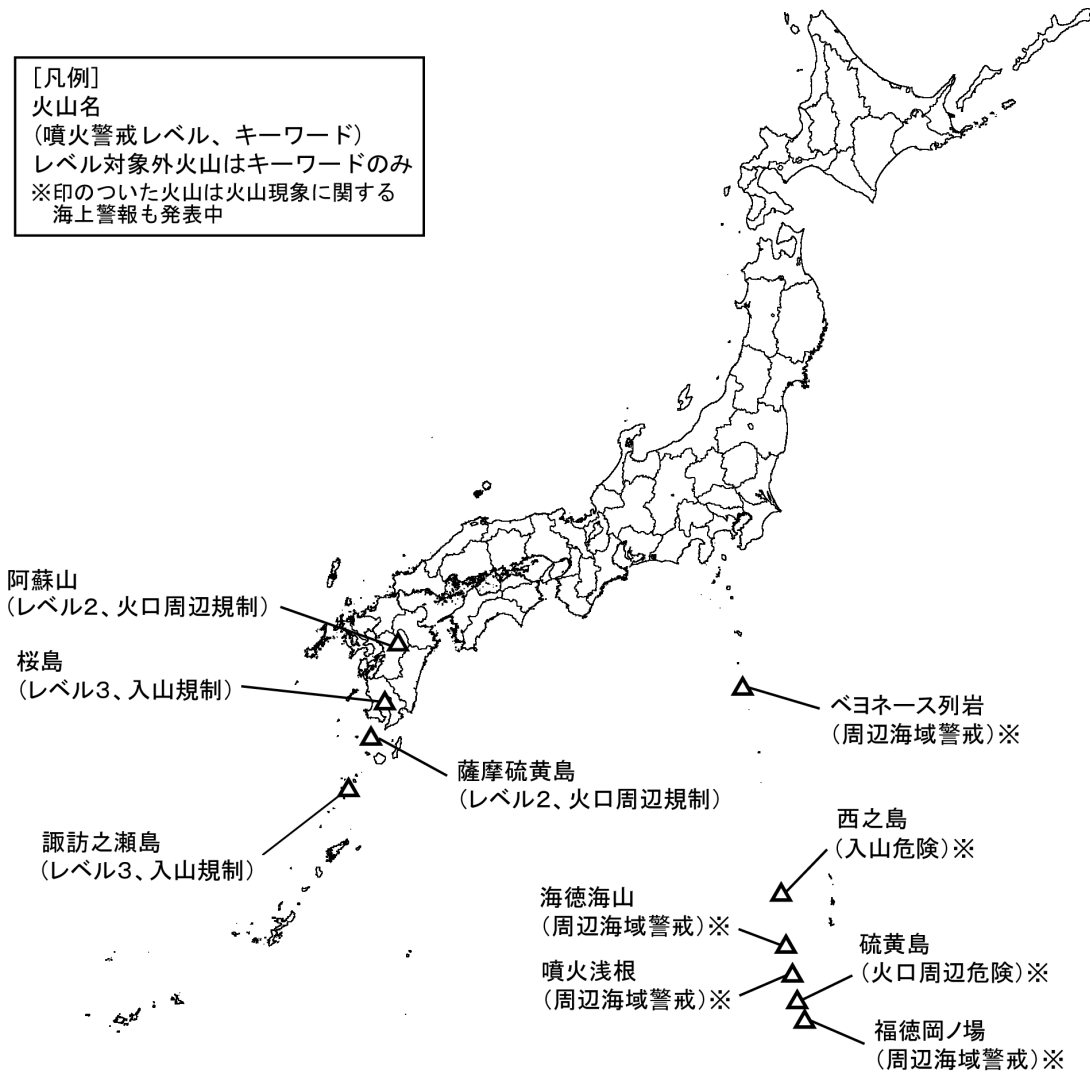 [凡例]
火山名
(噴火警戒レベル、キーワード)
レベル対象外火山はキーワードのみ
※印のついた火山は火山現象に関する
海上警報も発表中
阿蘇山
(レベル2、火口周辺規制)
桜島
(レベル3、入山規制)
薩摩硫黄島
(レベル2、火口周辺規制)
諏訪之瀬島
(レベル3、入山規制)
ベヨネース列岩
(周辺海域警戒)※
西之島
(入山危険)※
海徳海山
(周辺海域警戒)※
噴火浅根
(周辺海域警戒)※
硫黄島
(火口周辺危険)※
福徳岡ノ場
(周辺海域警戒)※